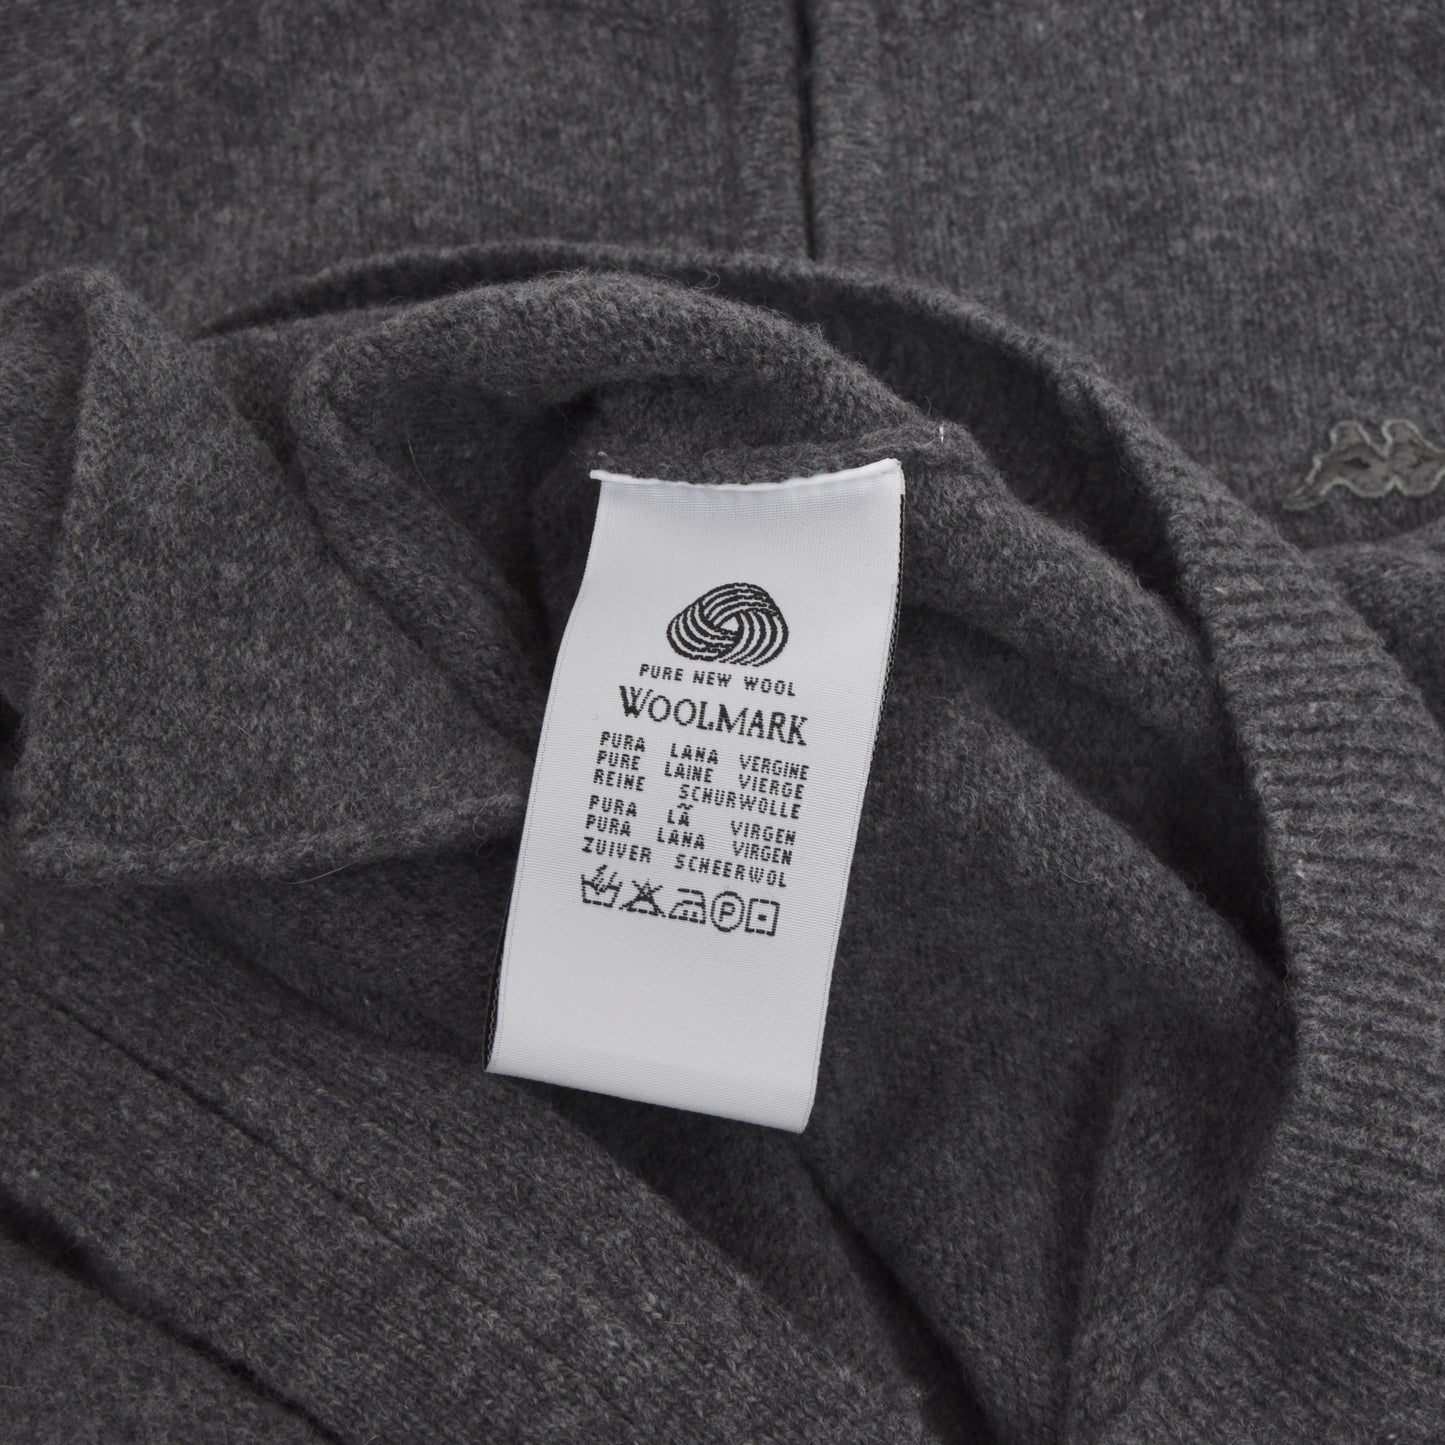 PURE NEW WOOL
WOOLMARK
PURA LANA VERGINE
PURE LAINE VIERGE
REINE SCHURWOLLE
PURA LÃ VIRGEN
PURA LANA VIRGEN
ZUIVER SCHEERWOL
P